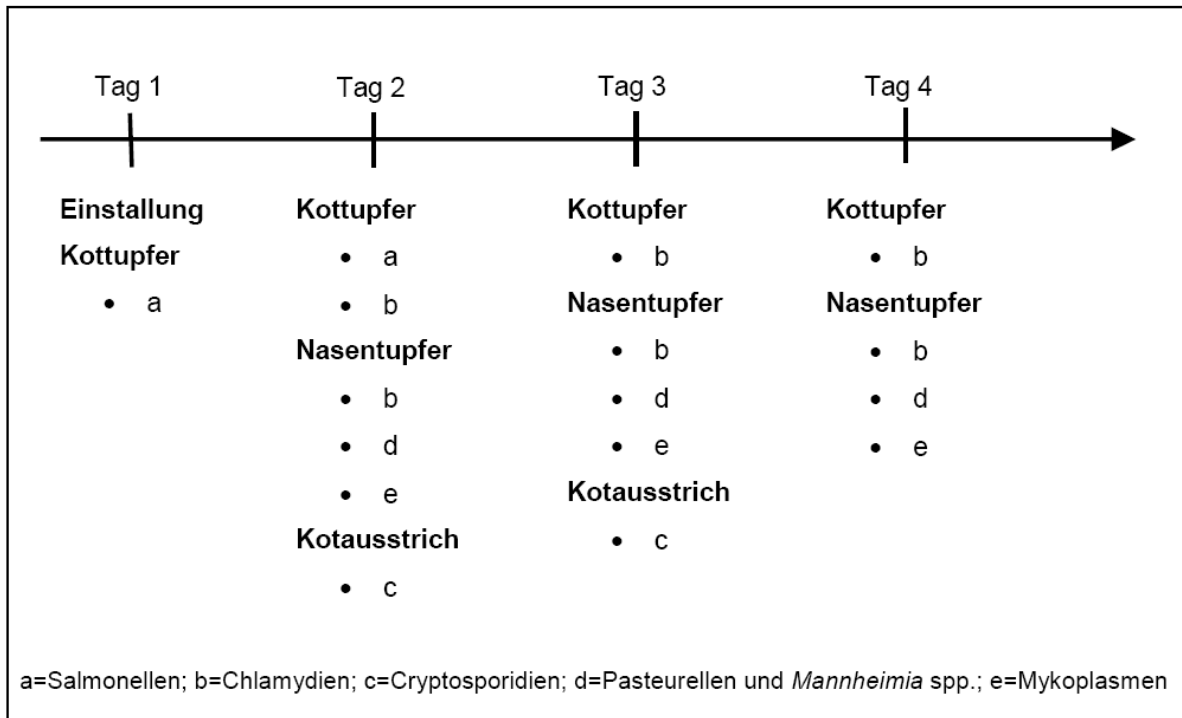 Tag 1 Tag 2 Tag 3 Tag 4
Einstallung
Kottupfer
• a
Kottupfer
• a
• b
Nasentupfer
• b
• d
• e
Kotausstrich
• c
Kottupfer
• b
Nasentupfer
• b
• d
• e
Kotausstrich
• c
Kottupfer
• b
Nasentupfer
• b
• d
• e
a=Salmonellen; b=Chlamydien; c=Cryptosporidien; d=Pasteurellen und Mannheimia spp.; e=Mykoplasmen